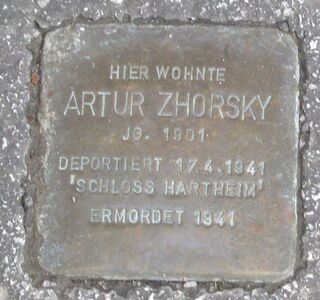 HIER WOHNTE
ARTUR ZHORSKY
JG. 1901
DEPORTIERT 17.4.1941
'SCHLOSS HARTHEIM'
ERMORDET 1941